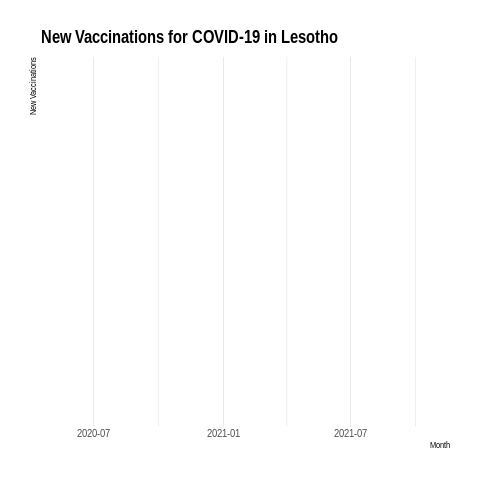 New Vaccinations for COVID-19 in Lesotho
New Vaccinations
2020-07
2021-01
2021-07
Month